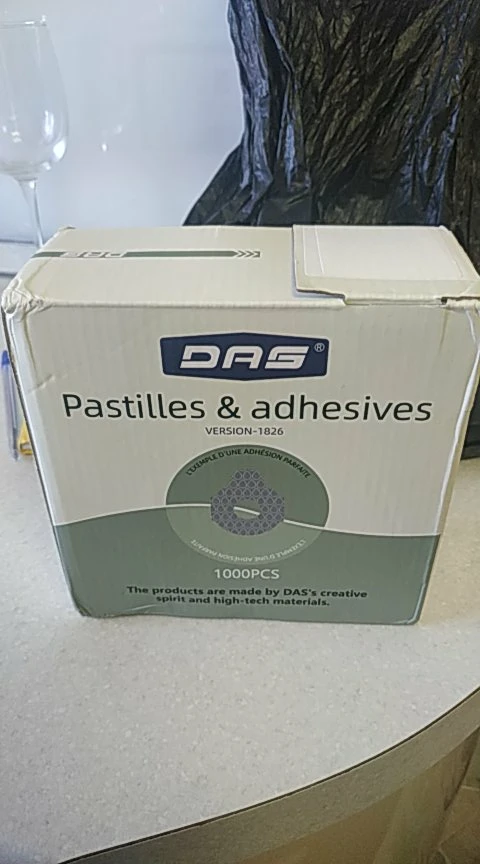 DAS
DAS®
Pastilles & adhesives
VERSION-1826
L'EXEMPLE D'UNE ADHÉSION PARFAITE
L'EXEMPLE D'UNE ADHÉSION PARFAITE
1000PCS
The products are made by DAS's creative
spirit and high-tech materials.